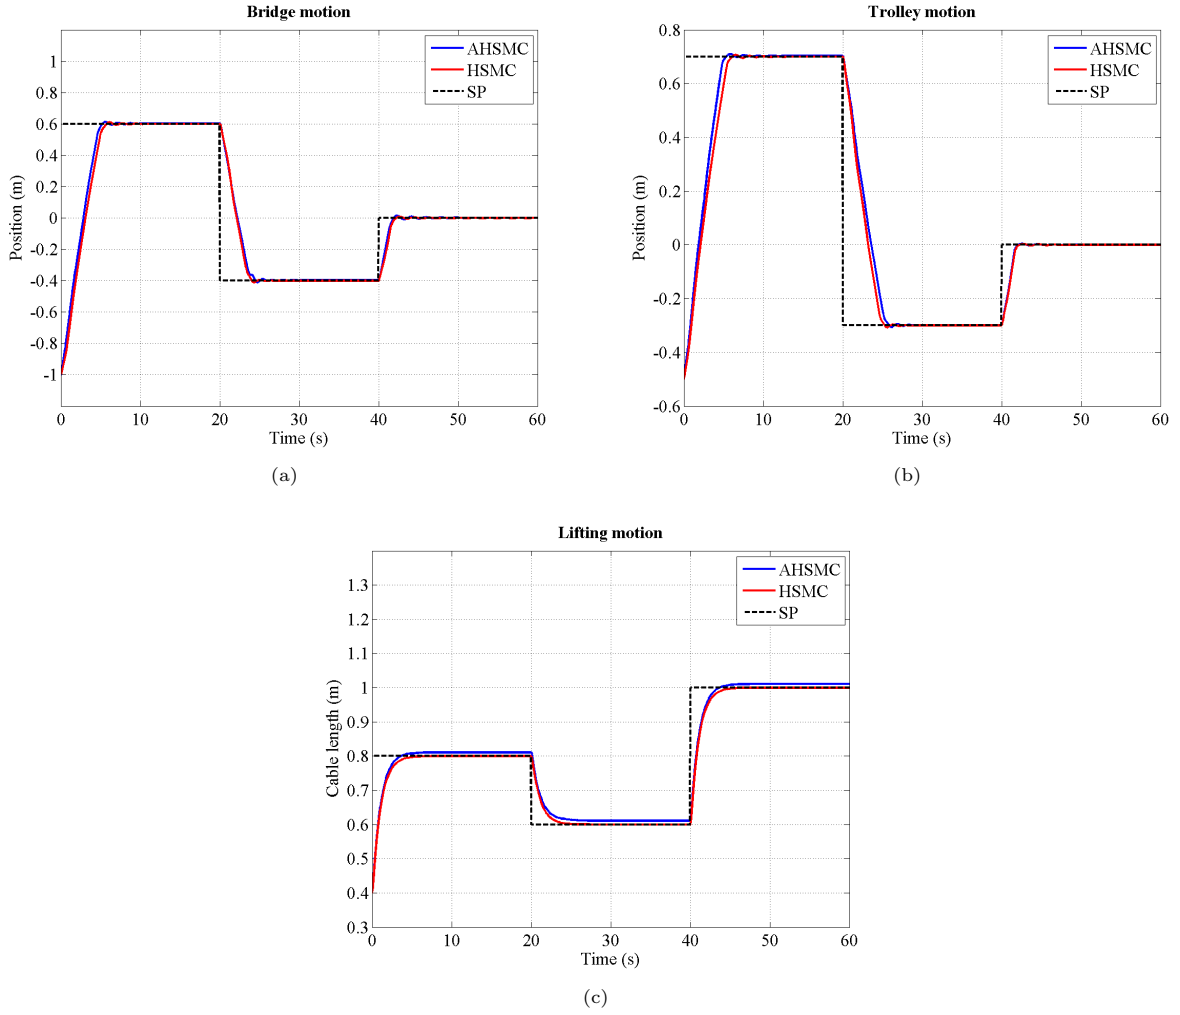 Bridge motion
AHSMC
HSMC
SP
1
0.8
0.6
0.4
0.2
0
-0.2
-0.4
-0.6
-0.8
-1
Position (m)
0 10 20 30 40 50 60
Time (s)
(a)
Trolley motion
AHSMC
HSMC
SP
0.8
0.6
0.4
0.2
0
-0.2
-0.4
-0.6
Position (m)
0 10 20 30 40 50 60
Time (s)
(b)
Lifting motion
AHSMC
HSMC
SP
1.3
1.2
1.1
1
0.9
0.8
0.7
0.6
0.5
0.4
0.3
Cable length (m)
0 10 20 30 40 50 60
Time (s)
(c)